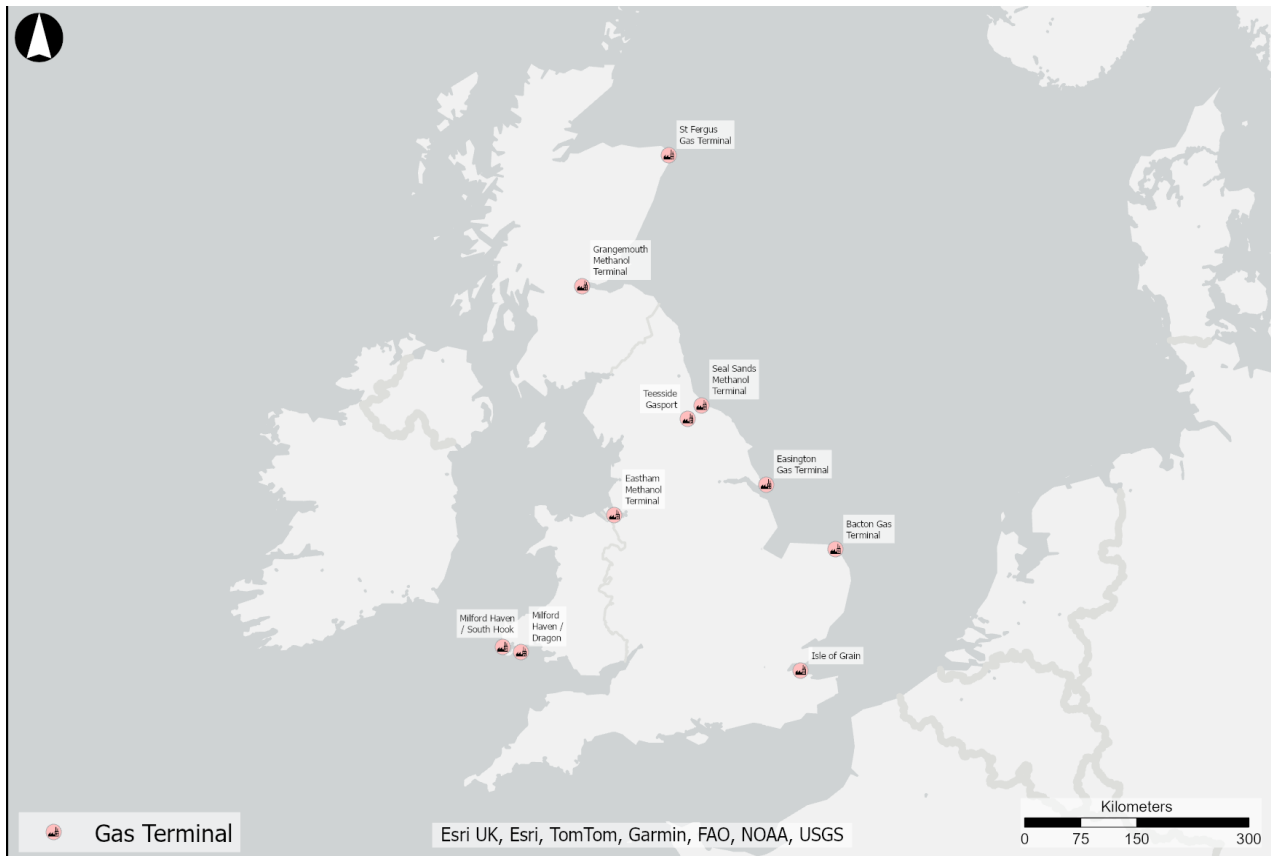 St Fergus
Gas Terminal
Grangemouth
Methanol
Terminal
Seal Sands
Methanol
Terminal
Teesside
Gasport
Easington
Gas Terminal
Eastham
Methanol
Terminal
Bacton Gas
Terminal
Milford Haven
/ South Hook
Milford
Haven /
Dragon
Isle of Grain
Gas Terminal
Esri UK, Esri, TomTom, Garmin, FAO, NOAA, USGS
Kilometers
0 75 150 300